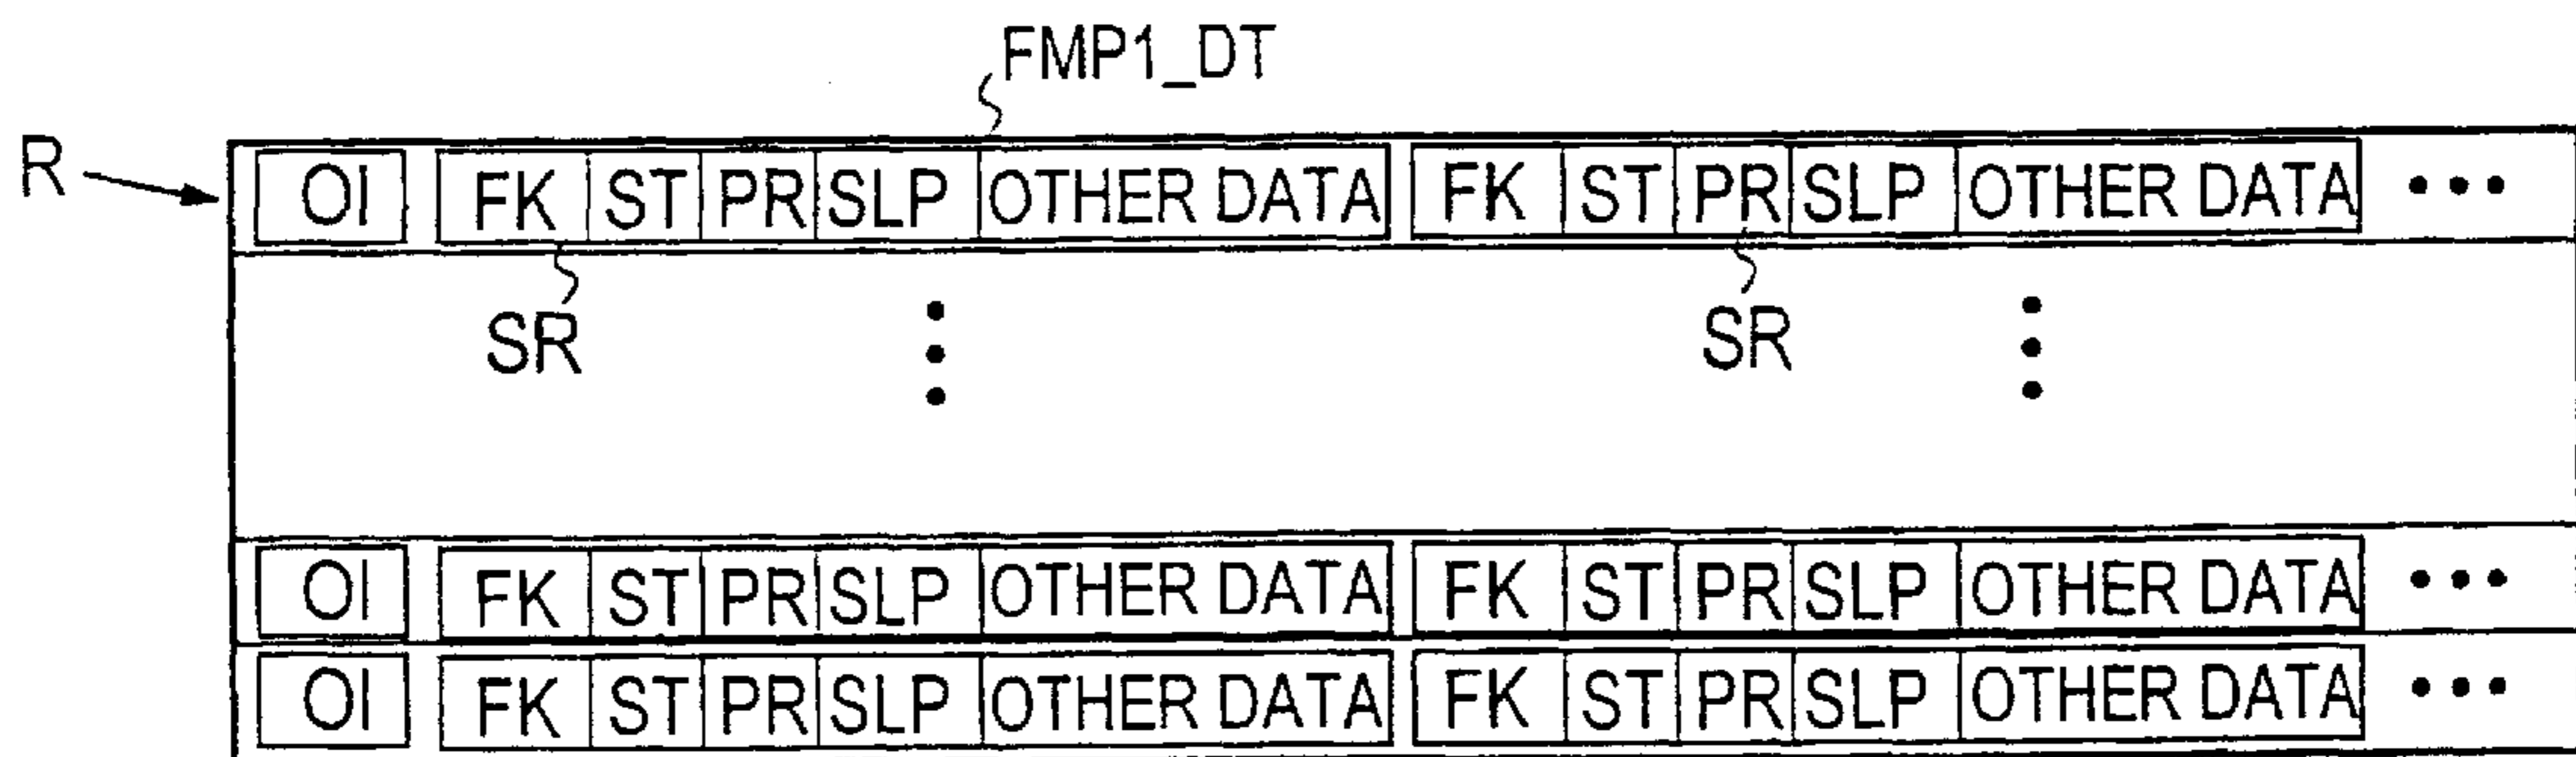 FMP1_DT
R
OI FK ST PR SLP OTHER DATA FK ST PR SLP OTHER DATA •••
SR SR
OI FK ST PR SLP OTHER DATA FK ST PR SLP OTHER DATA •••
OI FK ST PR SLP OTHER DATA FK ST PR SLP OTHER DATA •••